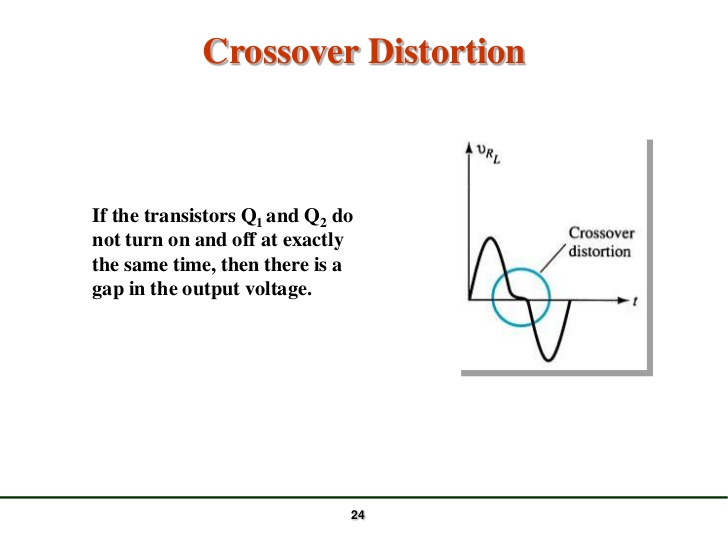 Crossover Distortion
If the transistors Q1 and Q2 do
not turn on and off at exactly
the same time, then there is a
gap in the output voltage.
υRL
Crossover
distortion
t
24